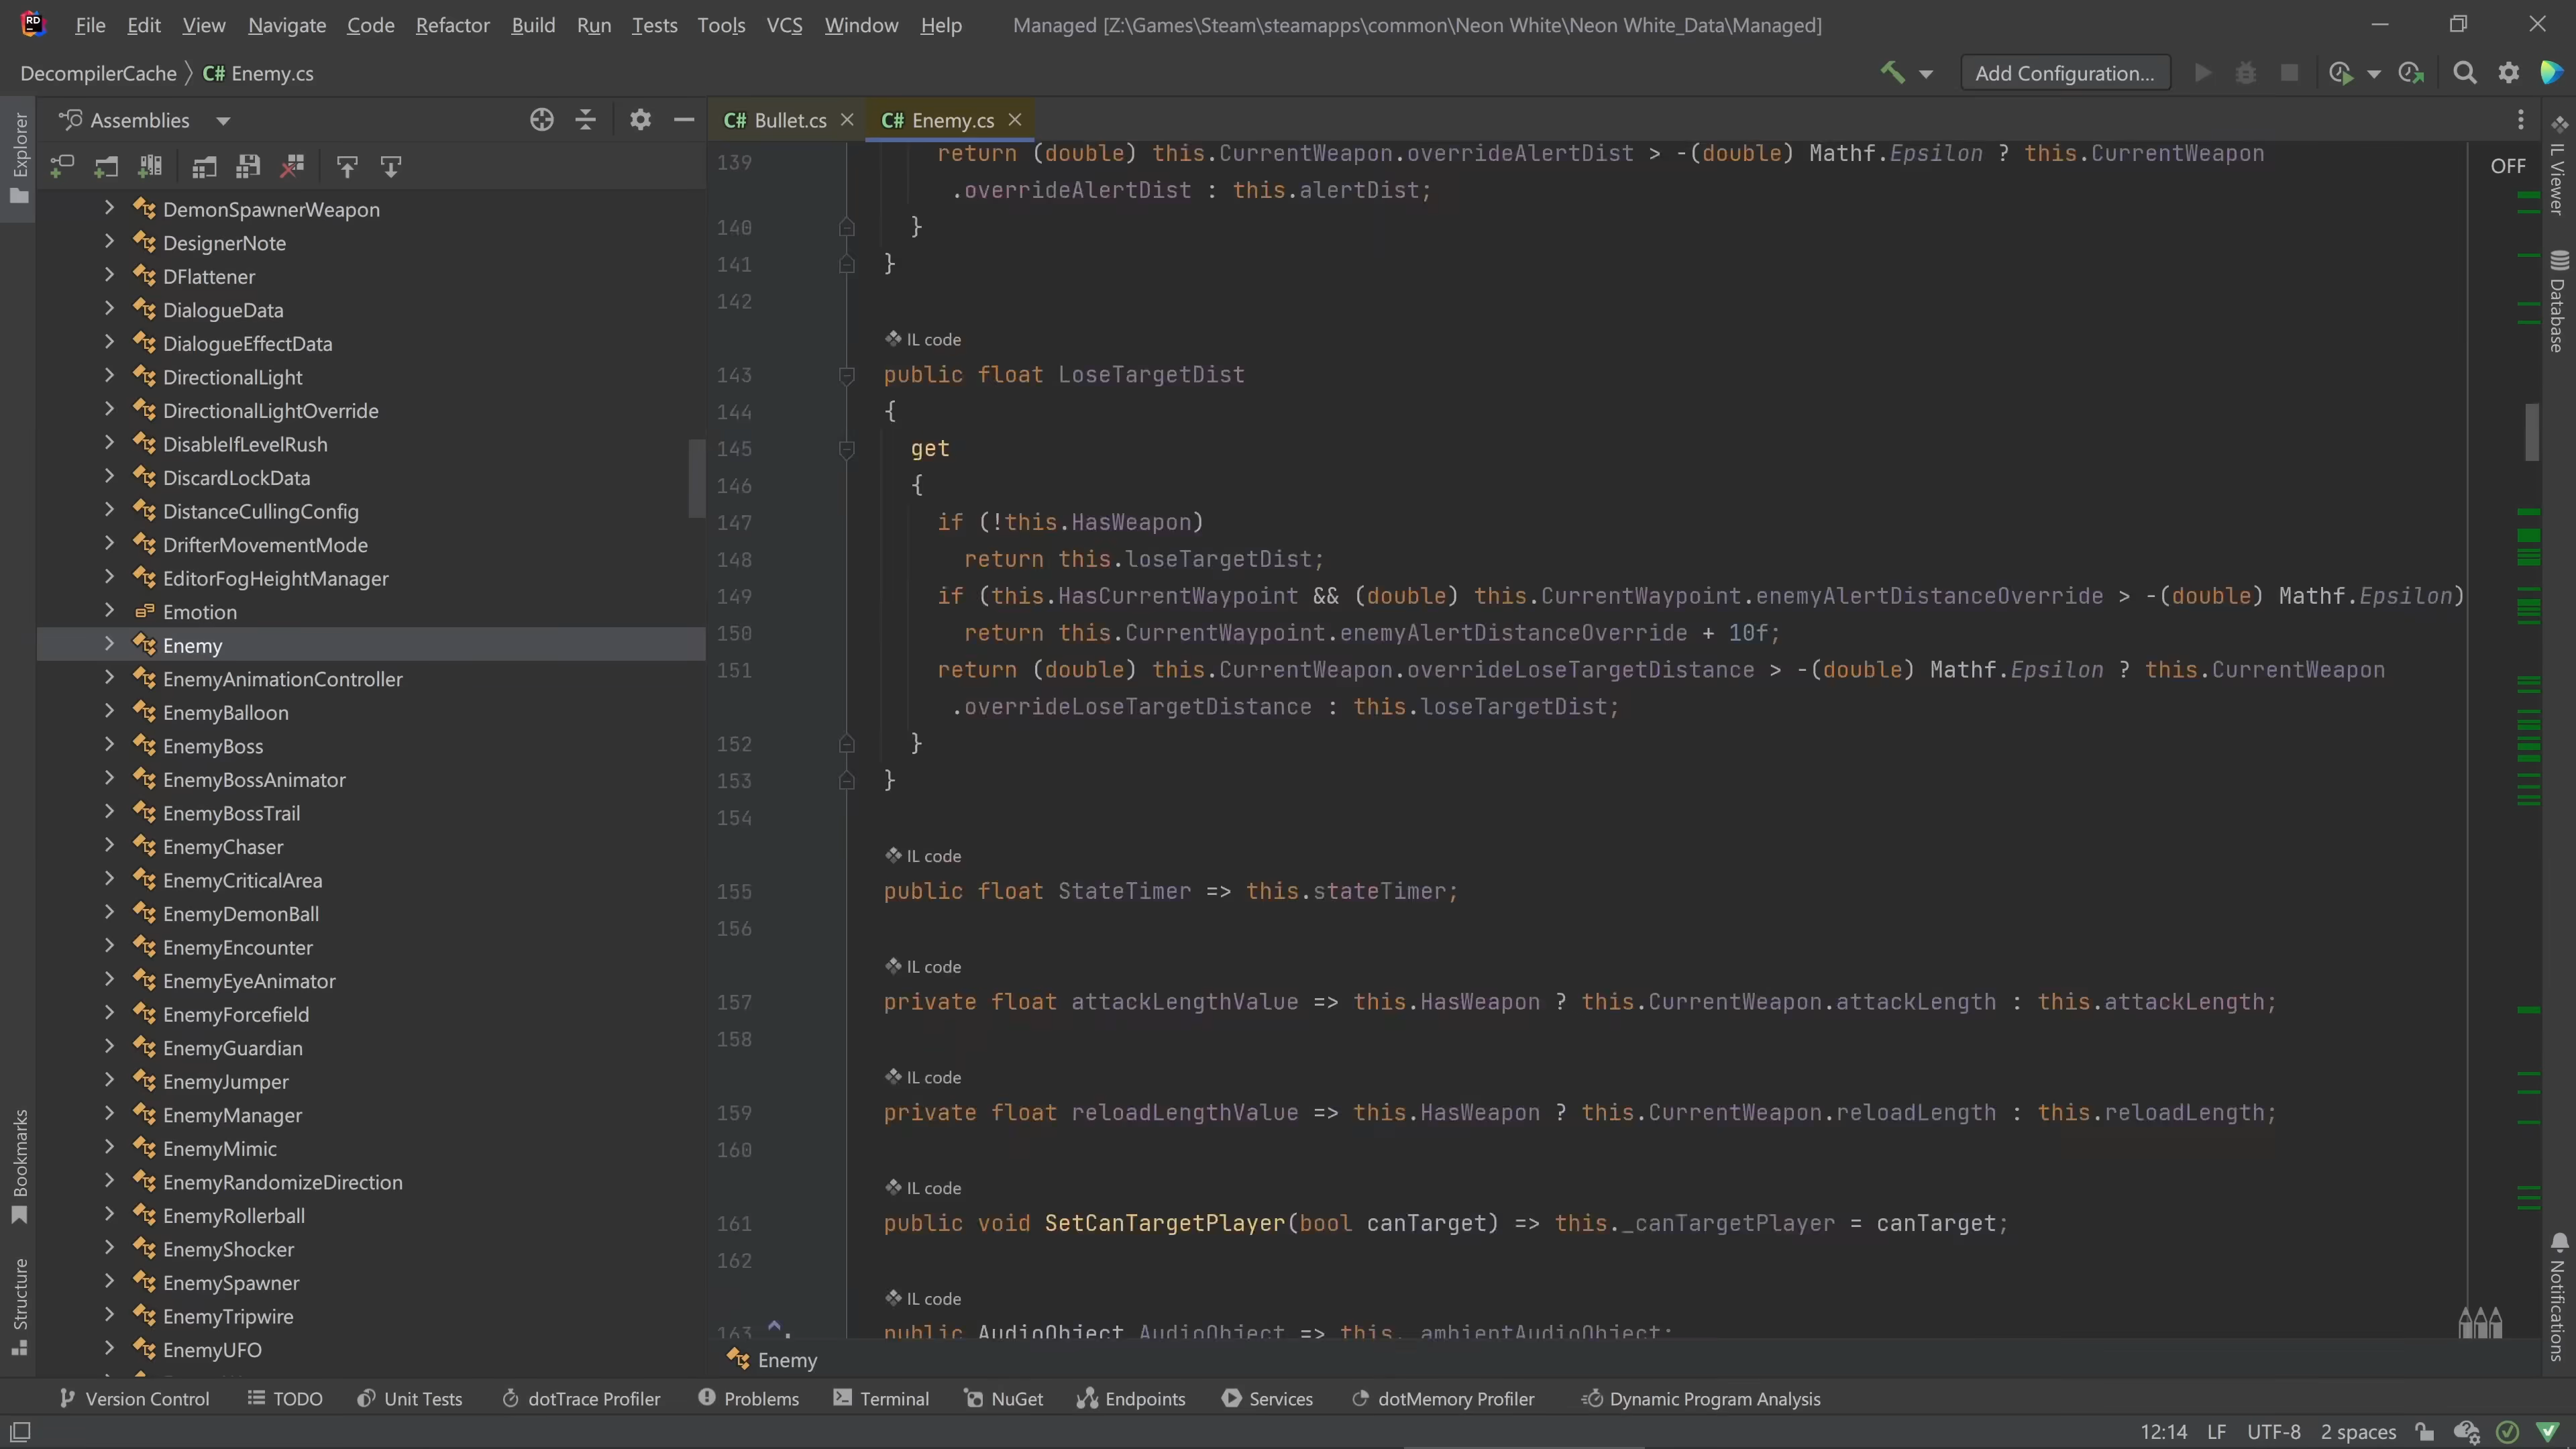 File Edit View Navigate Code Refactor Build Run Tests Tools VCS Window Help Managed [Z:\Games\Steam\steamapps\common\Neon White\Neon White_Data\Managed]
DecompilerCache C# Enemy.cs Add Configuration...
Explorer
Assemblies
DemonSpawnerWeapon
DesignerNote
DFlattener
DialogueData
DialogueEffectData
DirectionalLight
DirectionalLightOverride
DisableIfLevelRush
DiscardLockData
DistanceCullingConfig
DrifterMovementMode
EditorFogHeightManager
Emotion
Enemy
EnemyAnimationController
EnemyBalloon
EnemyBoss
EnemyBossAnimator
EnemyBossTrail
EnemyChaser
EnemyCriticalArea
EnemyDemonBall
EnemyEncounter
EnemyEyeAnimator
EnemyForcefield
EnemyGuardian
EnemyJumper
EnemyManager
EnemyMimic
EnemyRandomizeDirection
EnemyRollerball
EnemyShocker
EnemySpawner
EnemyTripwire
EnemyUFO
Bookmarks
Structure
C# Bullet.cs C# Enemy.cs
OFF
139 return (double) this.CurrentWeapon.overrideAlertDist > -(double) Mathf.Epsilon ? this.CurrentWeapon
.overrideAlertDist : this.alertDist;
140 }
141 }
142
IL code
143 public float LoseTargetDist
144 {
145 get
146 {
147 if (!this.HasWeapon)
148 return this.loseTargetDist;
149 if (this.HasCurrentWaypoint && (double) this.CurrentWaypoint.enemyAlertDistanceOverride > -(double) Mathf.Epsilon)
150 return this.CurrentWaypoint.enemyAlertDistanceOverride + 10f;
151 return (double) this.CurrentWeapon.overrideLoseTargetDistance > -(double) Mathf.Epsilon ? this.CurrentWeapon
.overrideLoseTargetDistance : this.loseTargetDist;
152 }
153 }
154
IL code
155 public float StateTimer => this.stateTimer;
156
IL code
157 private float attackLengthValue => this.HasWeapon ? this.CurrentWeapon.attackLength : this.attackLength;
158
IL code
159 private float reloadLengthValue => this.HasWeapon ? this.CurrentWeapon.reloadLength : this.reloadLength;
160
IL code
161 public void SetCanTargetPlayer(bool canTarget) => this._canTargetPlayer = canTarget;
162
IL code
163 public AudioObject AudioObject => this._ambientAudioObject;
Enemy
IL Viewer
Database
Notifications
Version Control TODO Unit Tests dotTrace Profiler Problems Terminal NuGet Endpoints Services dotMemory Profiler Dynamic Program Analysis
12:14 LF UTF-8 2 spaces